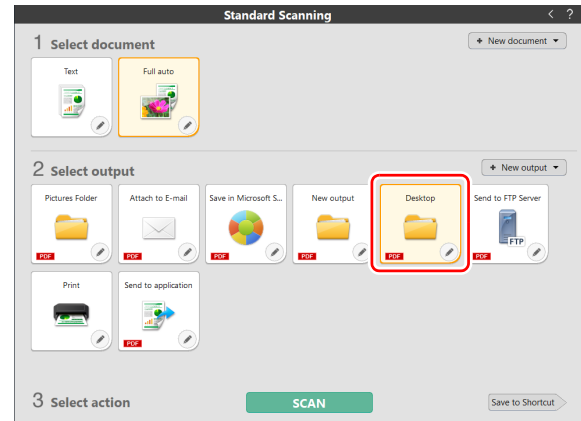 Standard Scanning
< ?
1 Select document
+ New document
Text
Full auto
2 Select output
+ New output
Pictures Folder
Attach to E-mail
Save in Microsoft S...
New output
Desktop
Send to FTP Server
FTP
PDF
PDF
PDF
PDF
PDF
PDF
Print
Send to application
PDF
3 Select action
SCAN
Save to Shortcut